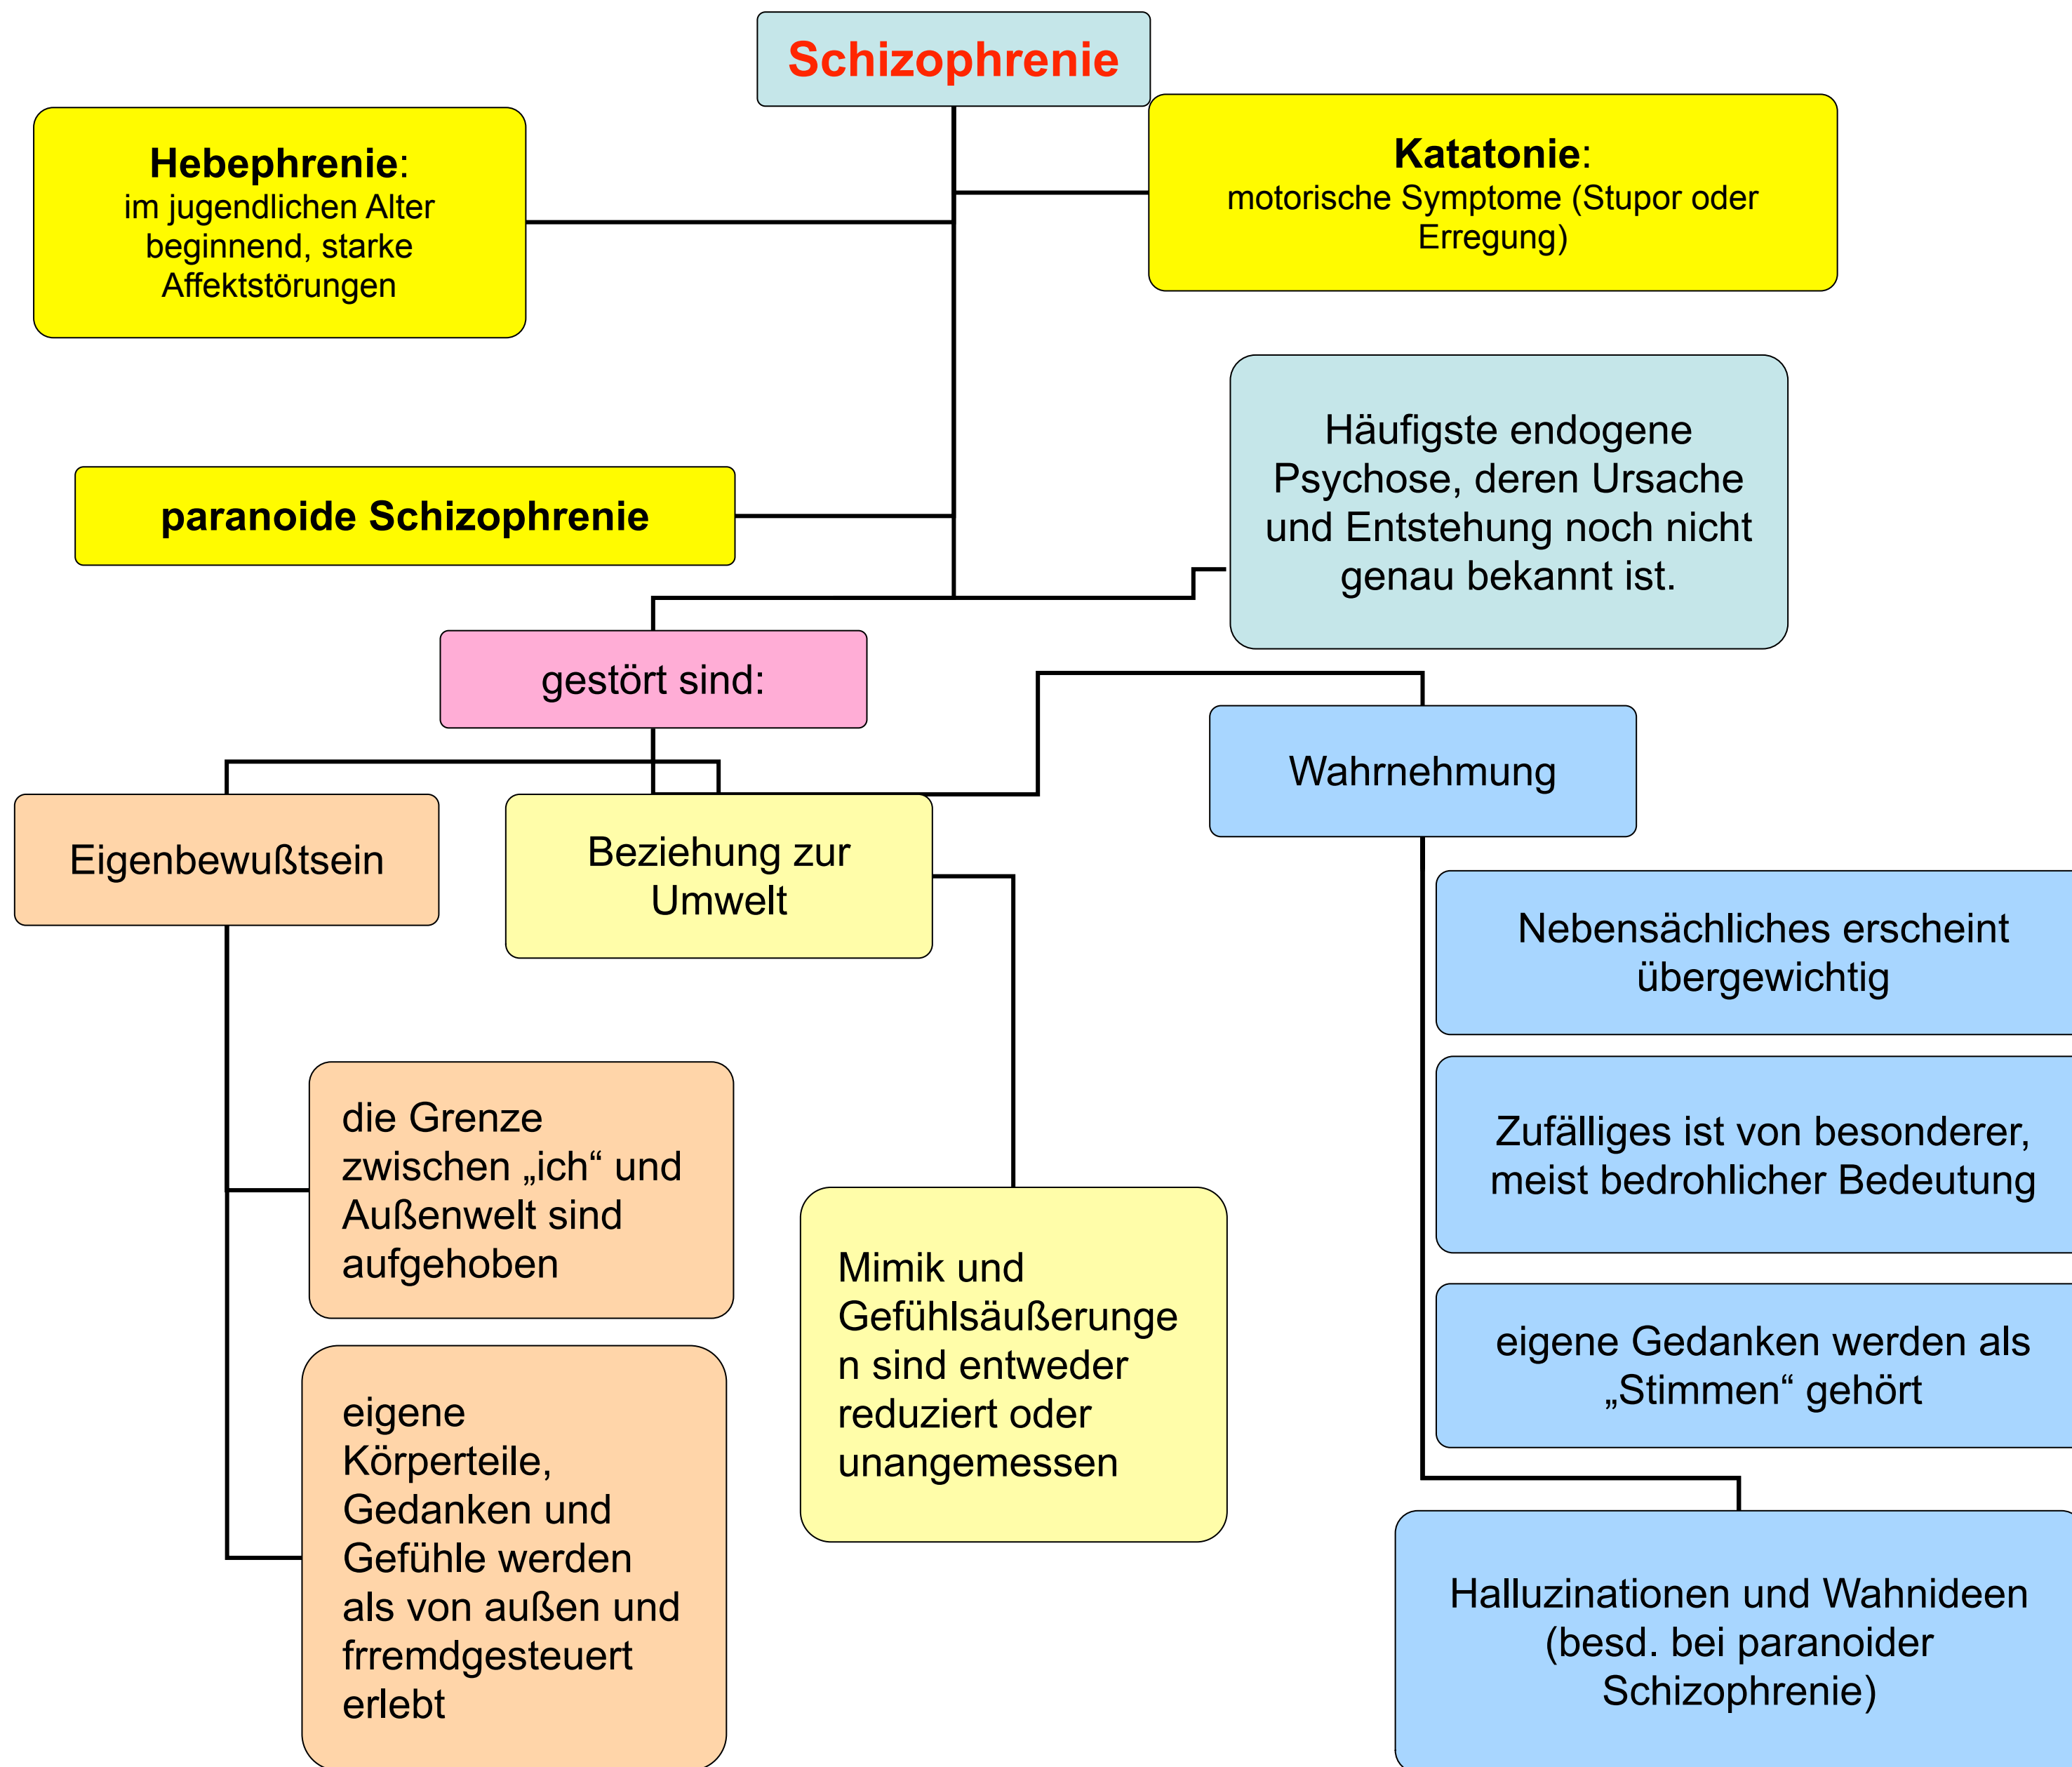 Schizophrenie
Hebephrenie:
im jugendlichen Alter
beginnend, starke
Affektstörungen
Katatonie:
motorische Symptome (Stupor oder
Erregung)
paranoide Schizophrenie
Häufigste endogene
Psychose, deren Ursache
und Entstehung noch nicht
genau bekannt ist.
gestört sind:
Eigenbewußtsein
Beziehung zur
Umwelt
Wahrnehmung
die Grenze
zwischen „ich“ und
Außenwelt sind
aufgehoben
eigene
Körperteile,
Gedanken und
Gefühle werden
als von außen und
frremdgesteuert
erlebt
Mimik und
Gefühlsäußerunge
n sind entweder
reduziert oder
unangemessen
Nebensächliches erscheint
übergewichtig
Zufälliges ist von besonderer,
meist bedrohlicher Bedeutung
eigene Gedanken werden als
„Stimmen“ gehört
Halluzinationen und Wahnideen
(besd. bei paranoider
Schizophrenie)